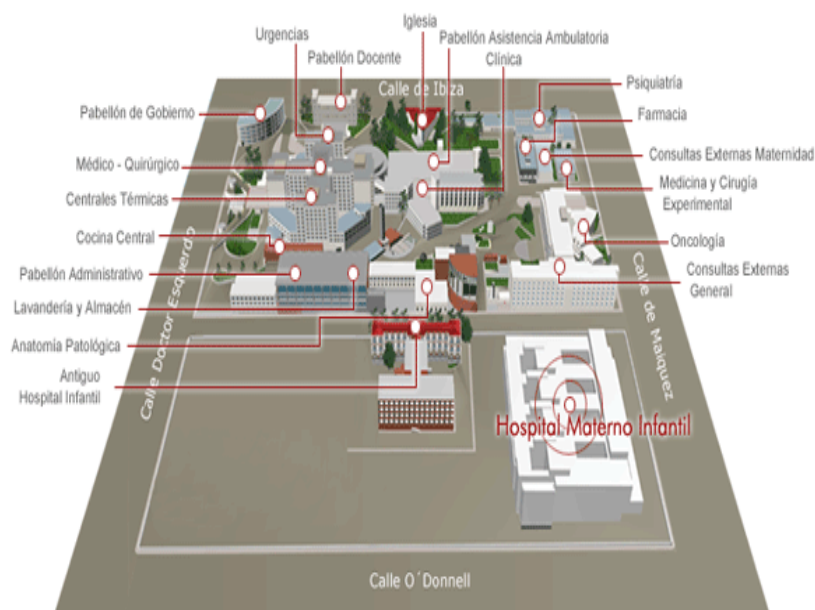 Iglesia
Urgencias
Pabellón Asistencia Ambulatoria
Pabellón Docente
Clínica
Calle de Ibiza
Psiquiatría
Pabellón de Gobierno
Farmacia
Consultas Externas Maternidad
Médico - Quirúrgico
Medicina y Cirugía
Experimental
Centrales Térmicas
Cocina Central
Oncología
Pabellón Administrativo
Consultas Externas
General
Lavandería y Almacén
Calle Doctor Esquerdo
Calle de Maiquez
Anatomía Patológica
Antiguo
Hospital Infantil
Hospital Materno Infantil
Calle O´Donnell